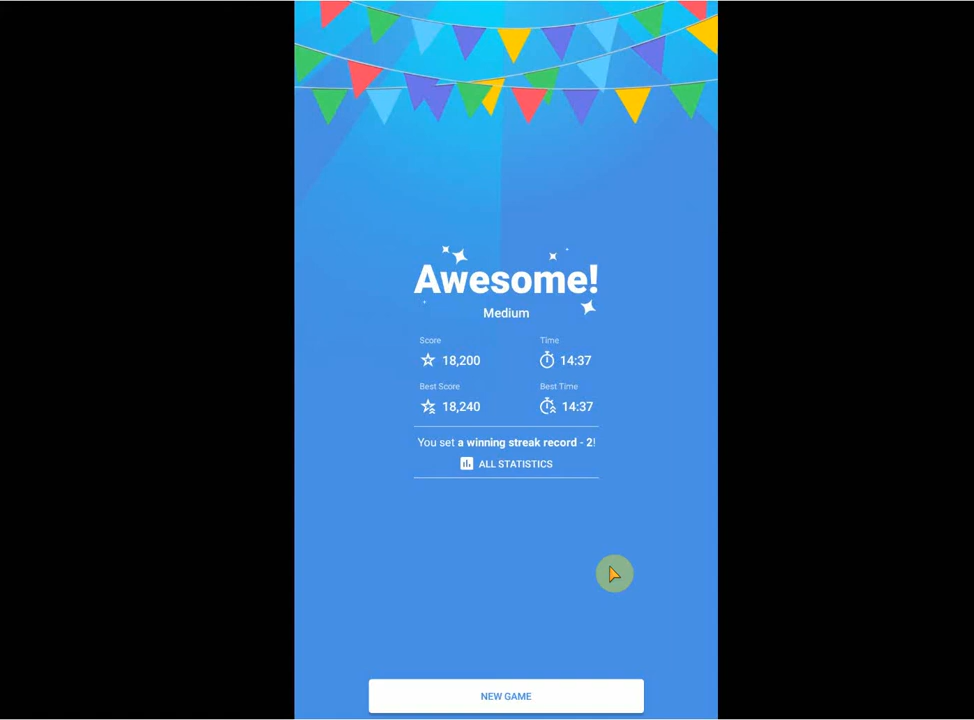 Awesome!
Medium
Score Time
18,200 14:37
Best Score Best Time
18,240 14:37
You set a winning streak record - 2!
ALL STATISTICS
NEW GAME